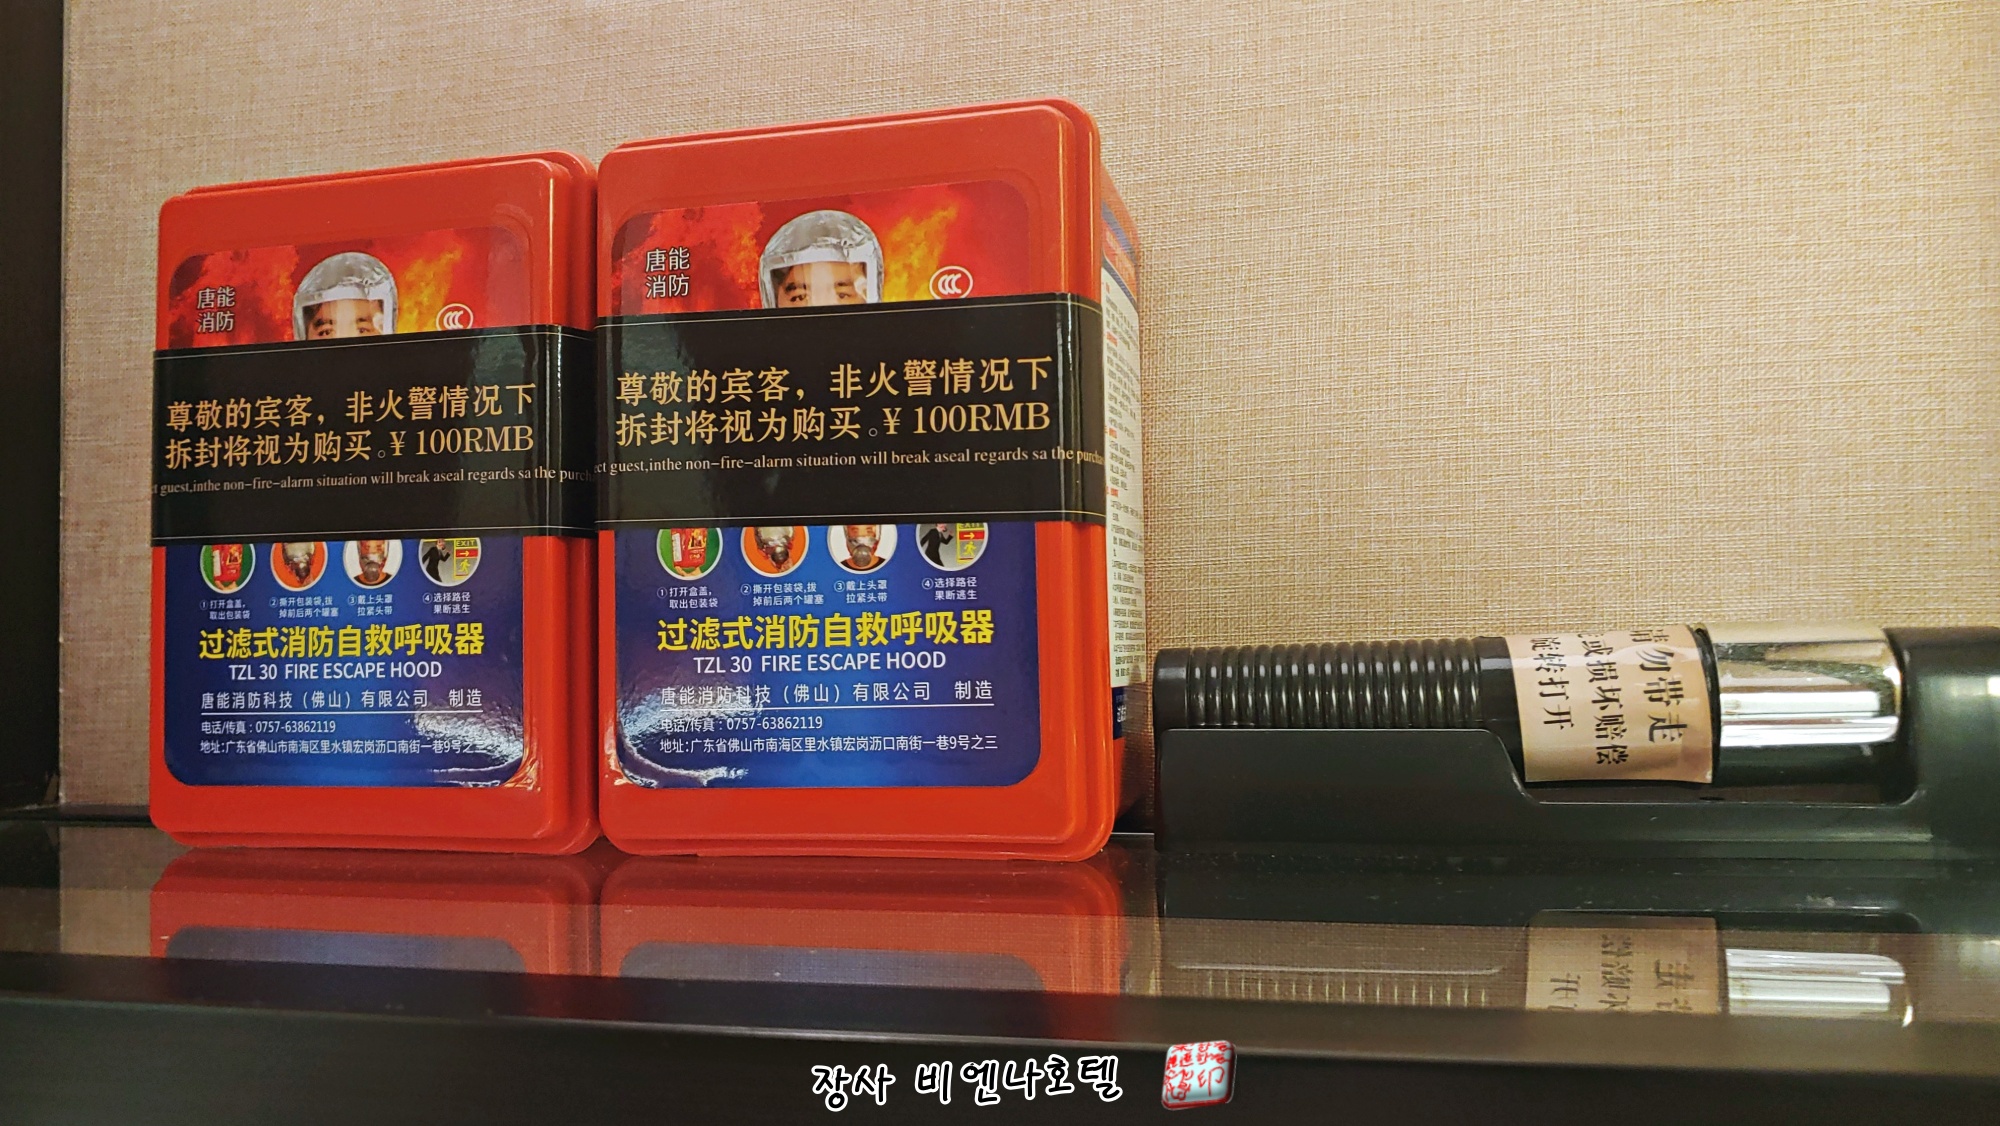 唐能
消防
尊敬的宾客，非火警情况下
拆封将视为购买。¥100RMB
guest,inthe non-fire-alarm situation will break aseal regards sa the
EXIT
①打开盒盖，
取出包装袋
②撕开包装袋,拔
掉前后两个罐塞
③戴上头罩
拉紧头带
④选择路径
果断逃生
过滤式消防自救呼吸器
TZL 30 FIRE ESCAPE HOOD
唐能消防科技（佛山）有限公司 制造
电话/传真：0757-63862119
地址:广东省佛山市南海区里水镇宏岗沥口南街一巷9号之三
唐能
消防
尊敬的宾客，非火警情况下
拆封将视为购买。¥100RMB
guest,inthe non-fire-alarm situation will break aseal regards sa the
EXIT
①打开盒盖，
取出包装袋
②撕开包装袋,拔
掉前后两个罐塞
③戴上头罩
拉紧头带
④选择路径
果断逃生
过滤式消防自救呼吸器
TZL 30 FIRE ESCAPE HOOD
唐能消防科技（佛山）有限公司 制造
电话/传真：0757-63862119
地址:广东省佛山市南海区里水镇宏岗沥口南街一巷9号之三
请勿带走
或损坏赔偿
旋转打开
장사 비엔나호텔